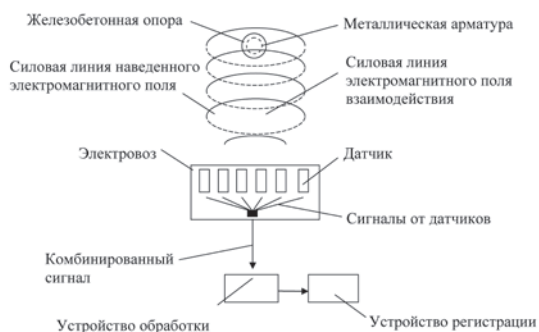 Железобетонная опора
Металлическая арматура
Силовая линия наведенного
электромагнитного поля
Силовая линия
электромагнитного поля
взаимодействия
Электровоз
Датчик
Сигналы от датчиков
Комбинированный
сигнал
Устройство обработки
Устройство регистрации